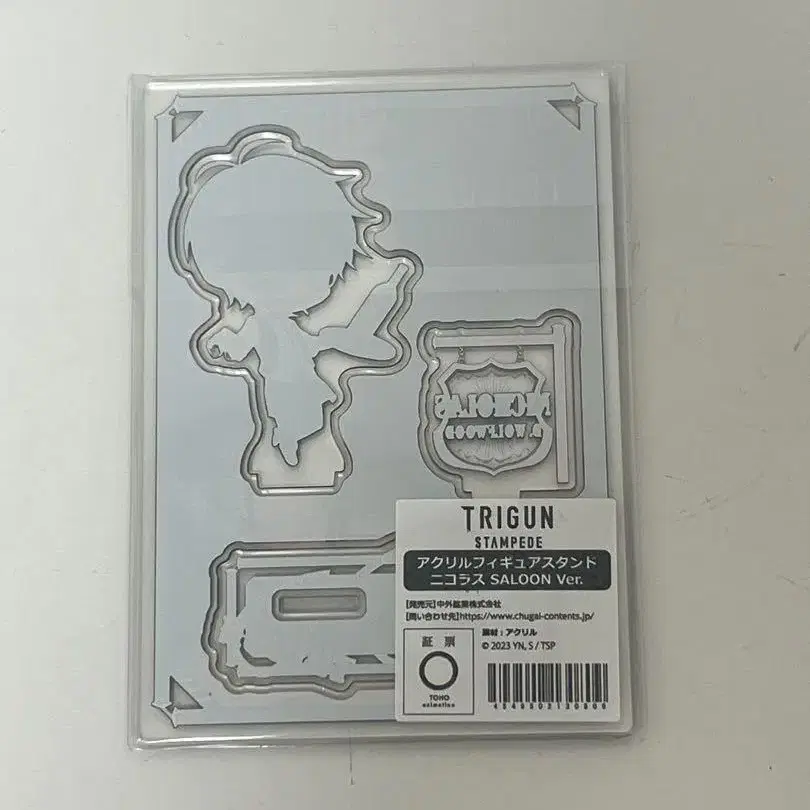 NICHOLAS
D. WOLFWOOD
TRIGUN
STAMPEDE
アクリルフィギュアスタンド
ニコラス SALOON Ver.
【発売元】中外鉱業株式会社
【問い合わせ先】https://www.chugai-contents.jp/
素材：アクリル
© 2023 YN, S / TSP
証 票
TOHO
animation